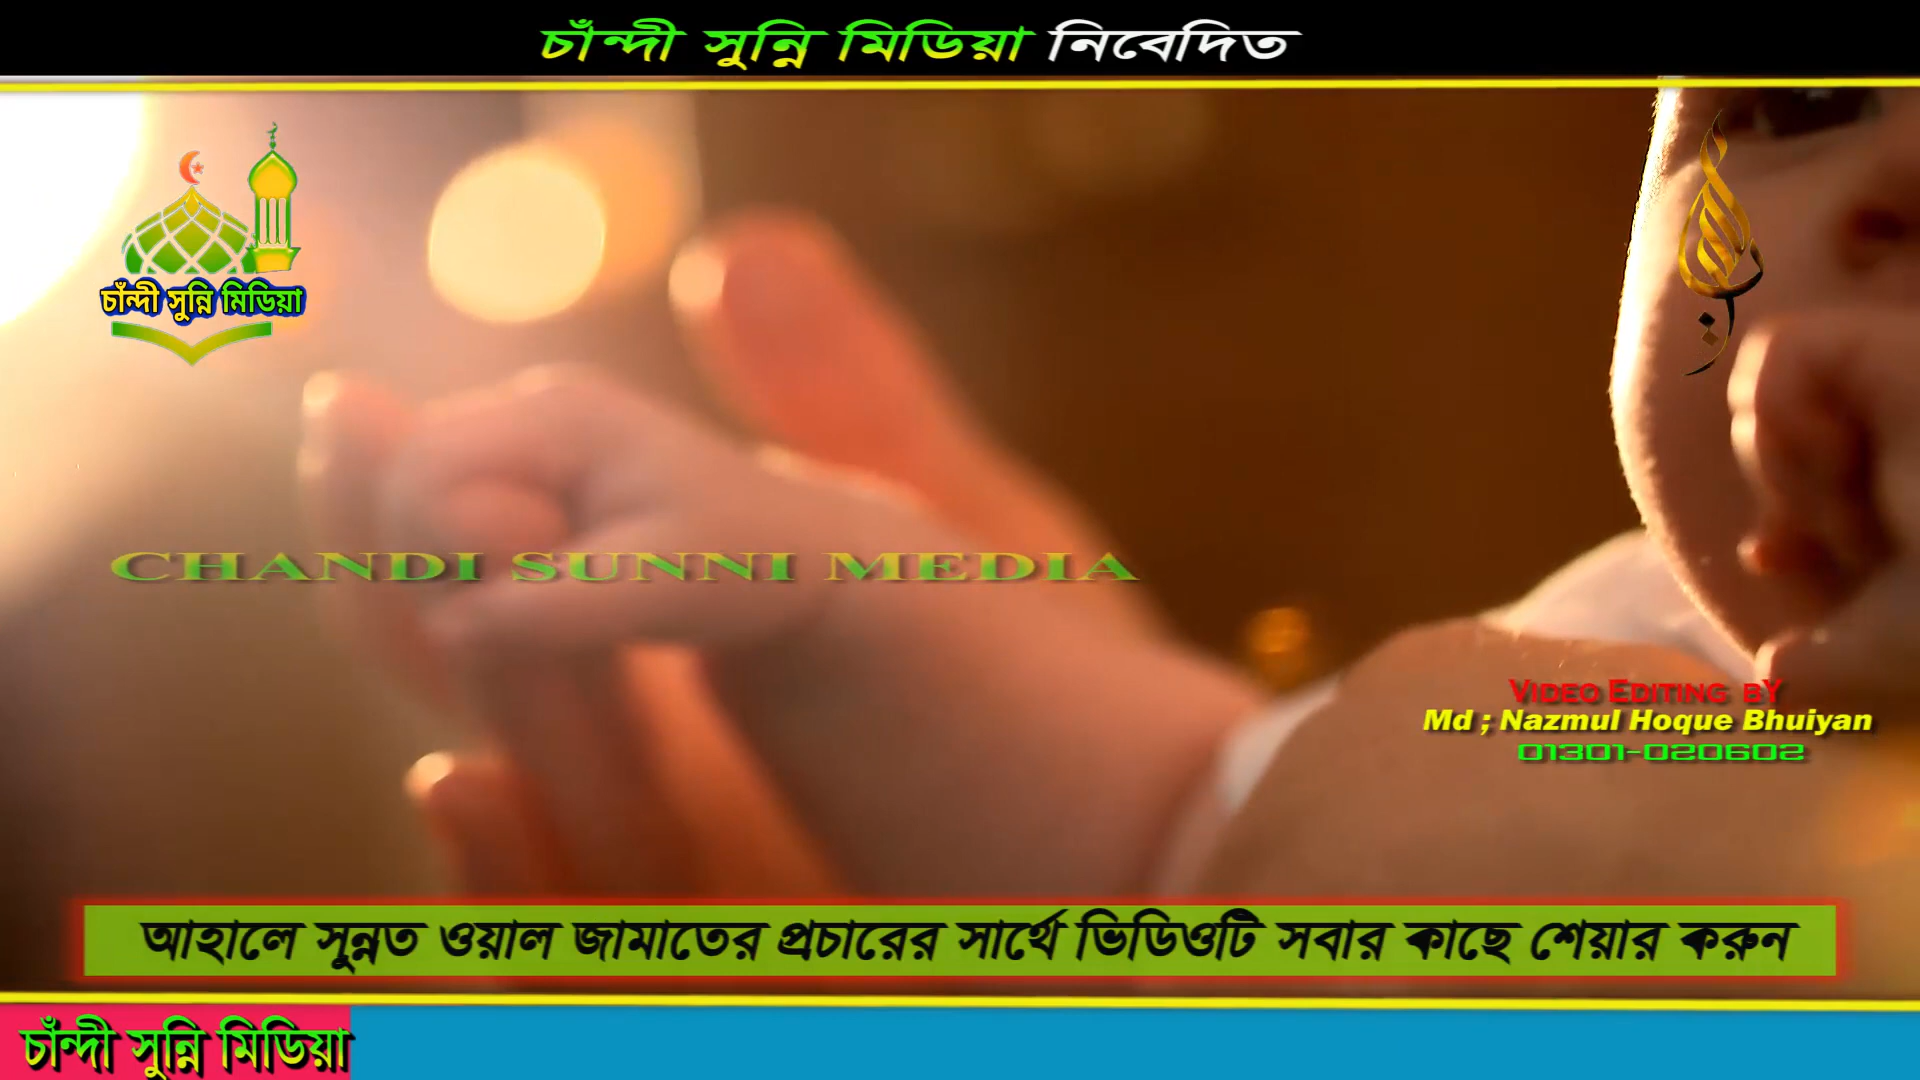 চাঁন্দী সুন্নি মিডিয়া নিবেদিত
চাঁন্দী সুন্নি মিডিয়া
CHANDI SUNNI MEDIA
VIDEO EDITING bY
Md ; Nazmul Hoque Bhuiyan
01301-020602
আহালে সুন্নত ওয়াল জামাতের প্রচারের সার্থে ভিডিওটি সবার কাছে শেয়ার করুন
চাঁন্দী সুন্নি মিডিয়া